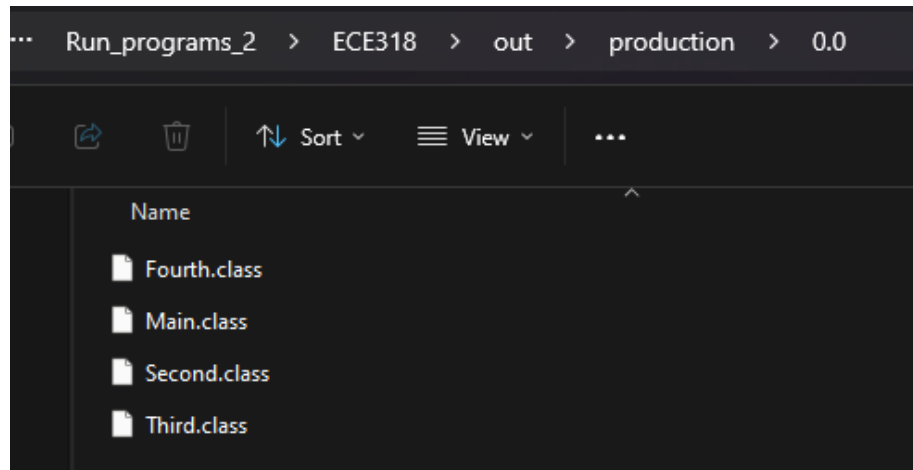 ... Run_programs_2 > ECE318 > out > production > 0.0
Sort View ...
Name
Fourth.class
Main.class
Second.class
Third.class